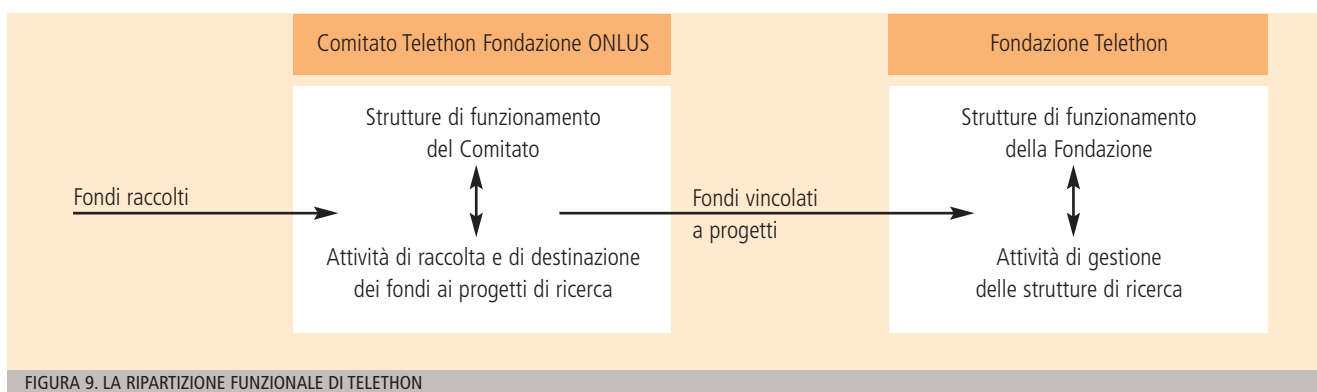 Comitato Telethon Fondazione ONLUS
Fondazione Telethon
Strutture di funzionamento
del Comitato
Strutture di funzionamento
della Fondazione
Fondi raccolti
Fondi vincolati
a progetti
Attività di raccolta e di destinazione
dei fondi ai progetti di ricerca
Attività di gestione
delle strutture di ricerca
FIGURA 9. LA RIPARTIZIONE FUNZIONALE DI TELETHON